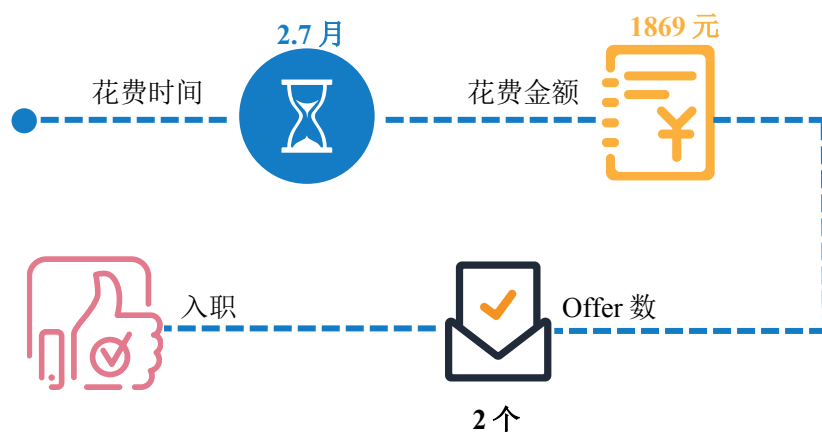 2.7 月
1869 元
花费时间
花费金额
入职
Offer 数
2 个